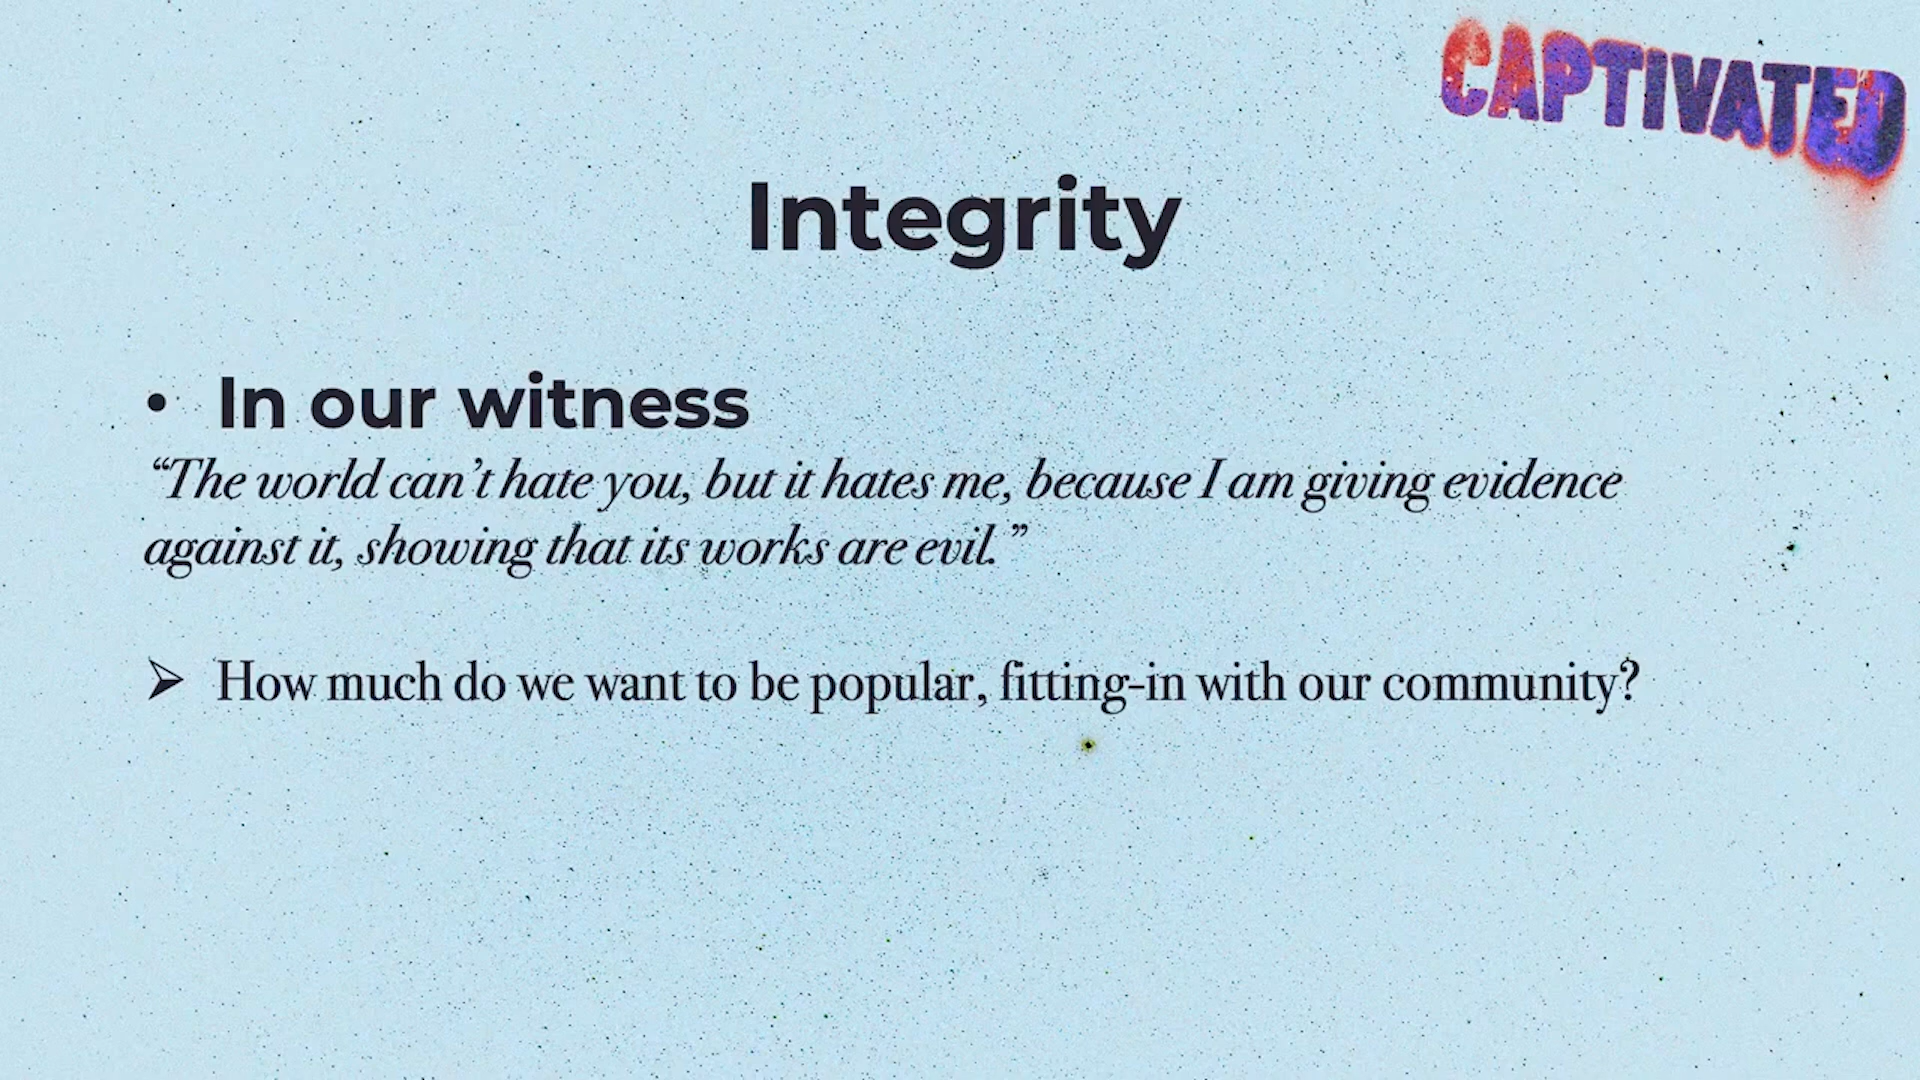 CAPTIVATED
Integrity
• In our witness
“The world can’t hate you, but it hates me, because I am giving evidence
against it, showing that its works are evil.”
➢ How much do we want to be popular, fitting-in with our community?